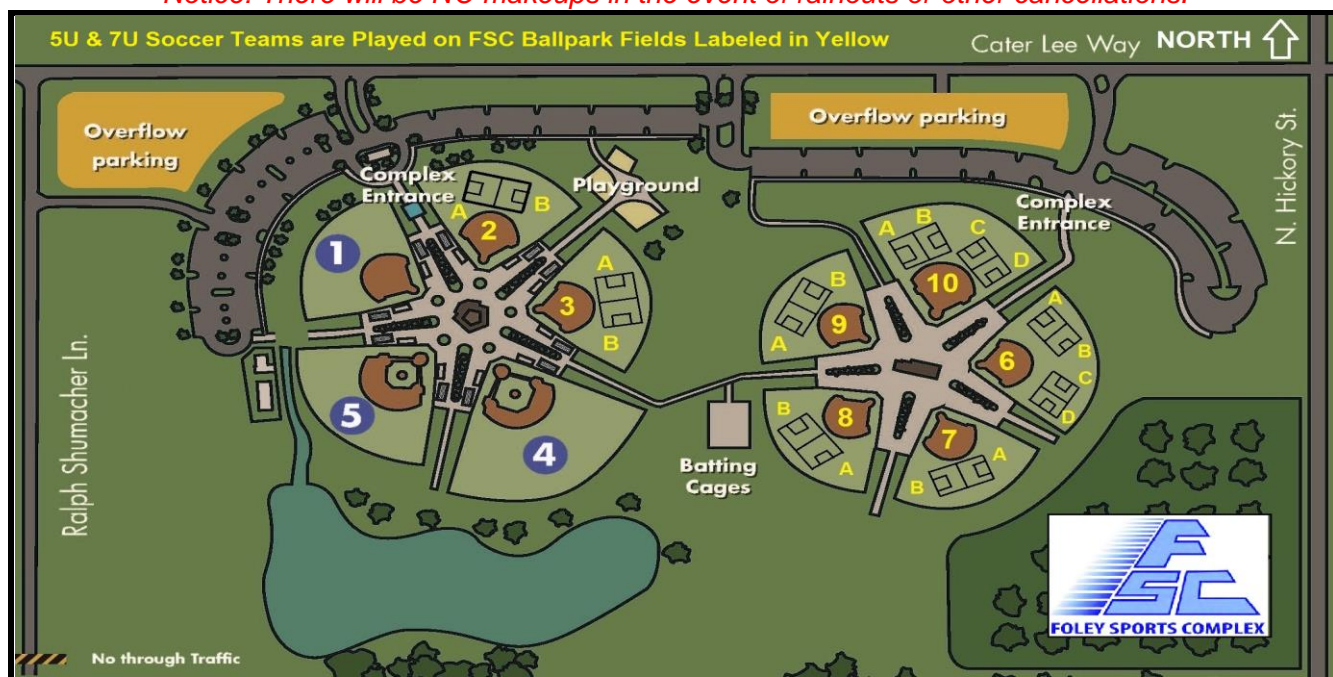 Notice: There will be NO makeups in the event of rainouts or other cancellations.
5U & 7U Soccer Teams are Played on FSC Ballpark Fields Labeled in Yellow
Cater Lee Way NORTH
Overflow
parking
Overflow parking
N. Hickory St.
Complex
Entrance
Playground
Complex
Entrance
A
B
2
1
A
3
B
5
4
Ralph Shumacher Ln.
A
B
C
D
10
B
9
A
A
6
B
C
D
B
8
A
7
A
B
Batting
Cages
FSC
FOLEY SPORTS COMPLEX
No through Traffic